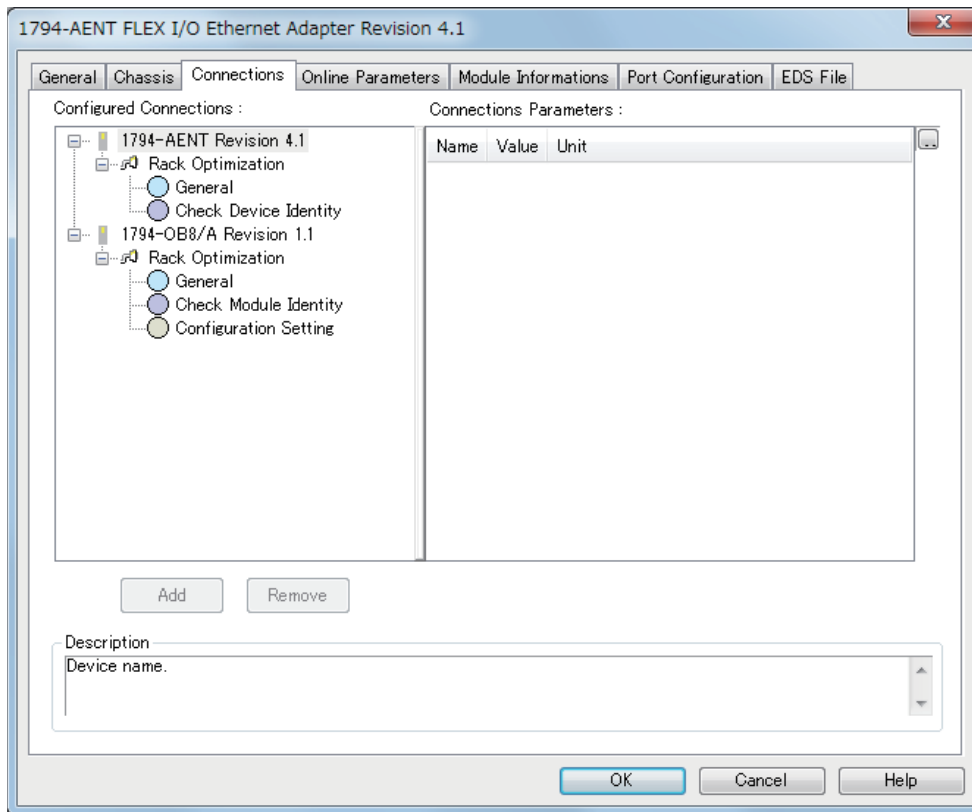 1794-AENT FLEX I/O Ethernet Adapter Revision 4.1
General Chassis Connections Online Parameters Module Informations Port Configuration EDS File
Configured Connections : Connections Parameters :
1794-AENT Revision 4.1 Name Value Unit ...
Rack Optimization
General
Check Device Identity
1794-OB8/A Revision 1.1
Rack Optimization
General
Check Module Identity
Configuration Setting
Add Remove
Description
Device name.
OK Cancel Help